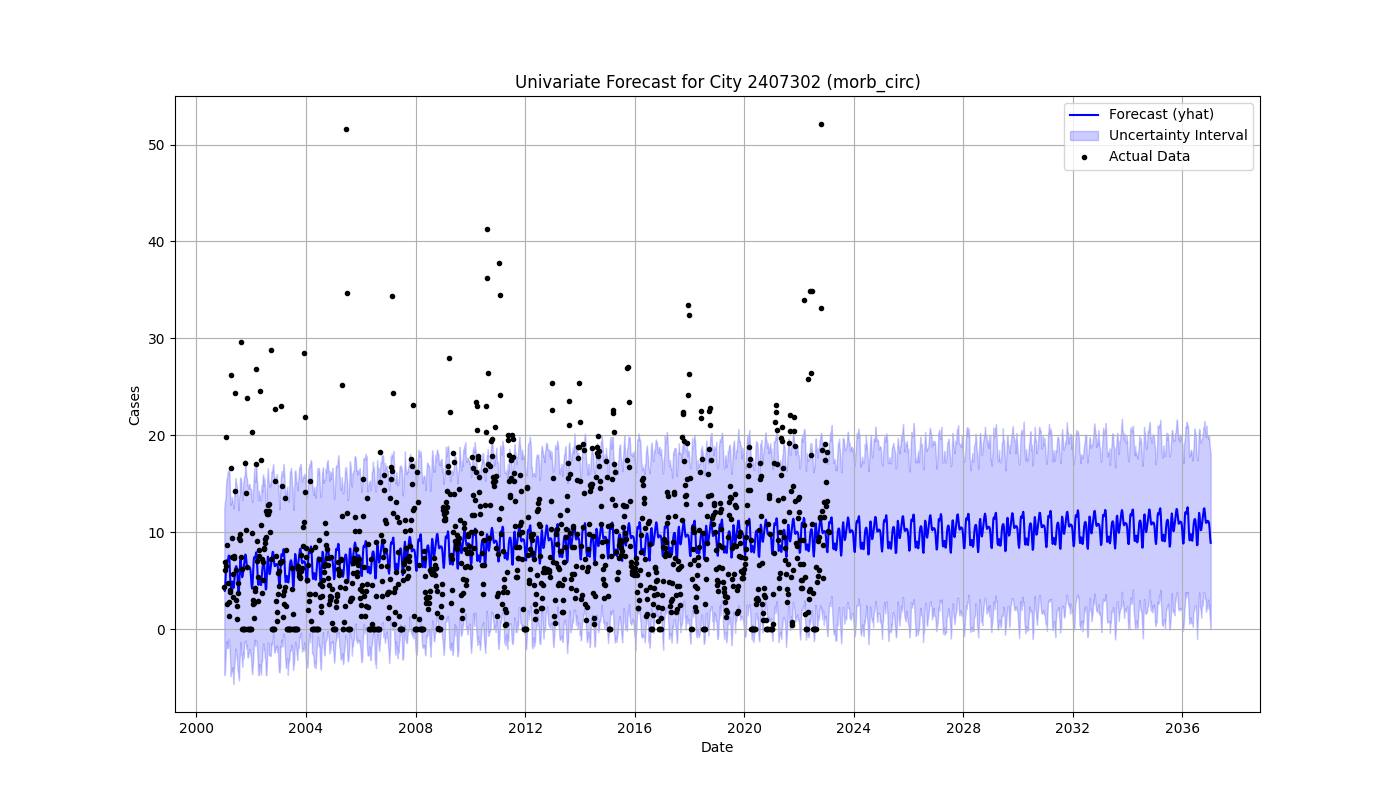 Univariate Forecast for City 2407302 (morb_circ)
Forecast (yhat)
Uncertainty Interval
Actual Data
Cases
50
40
30
20
10
0
2000 2004 2008 2012 2016 2020 2024 2028 2032 2036
Date